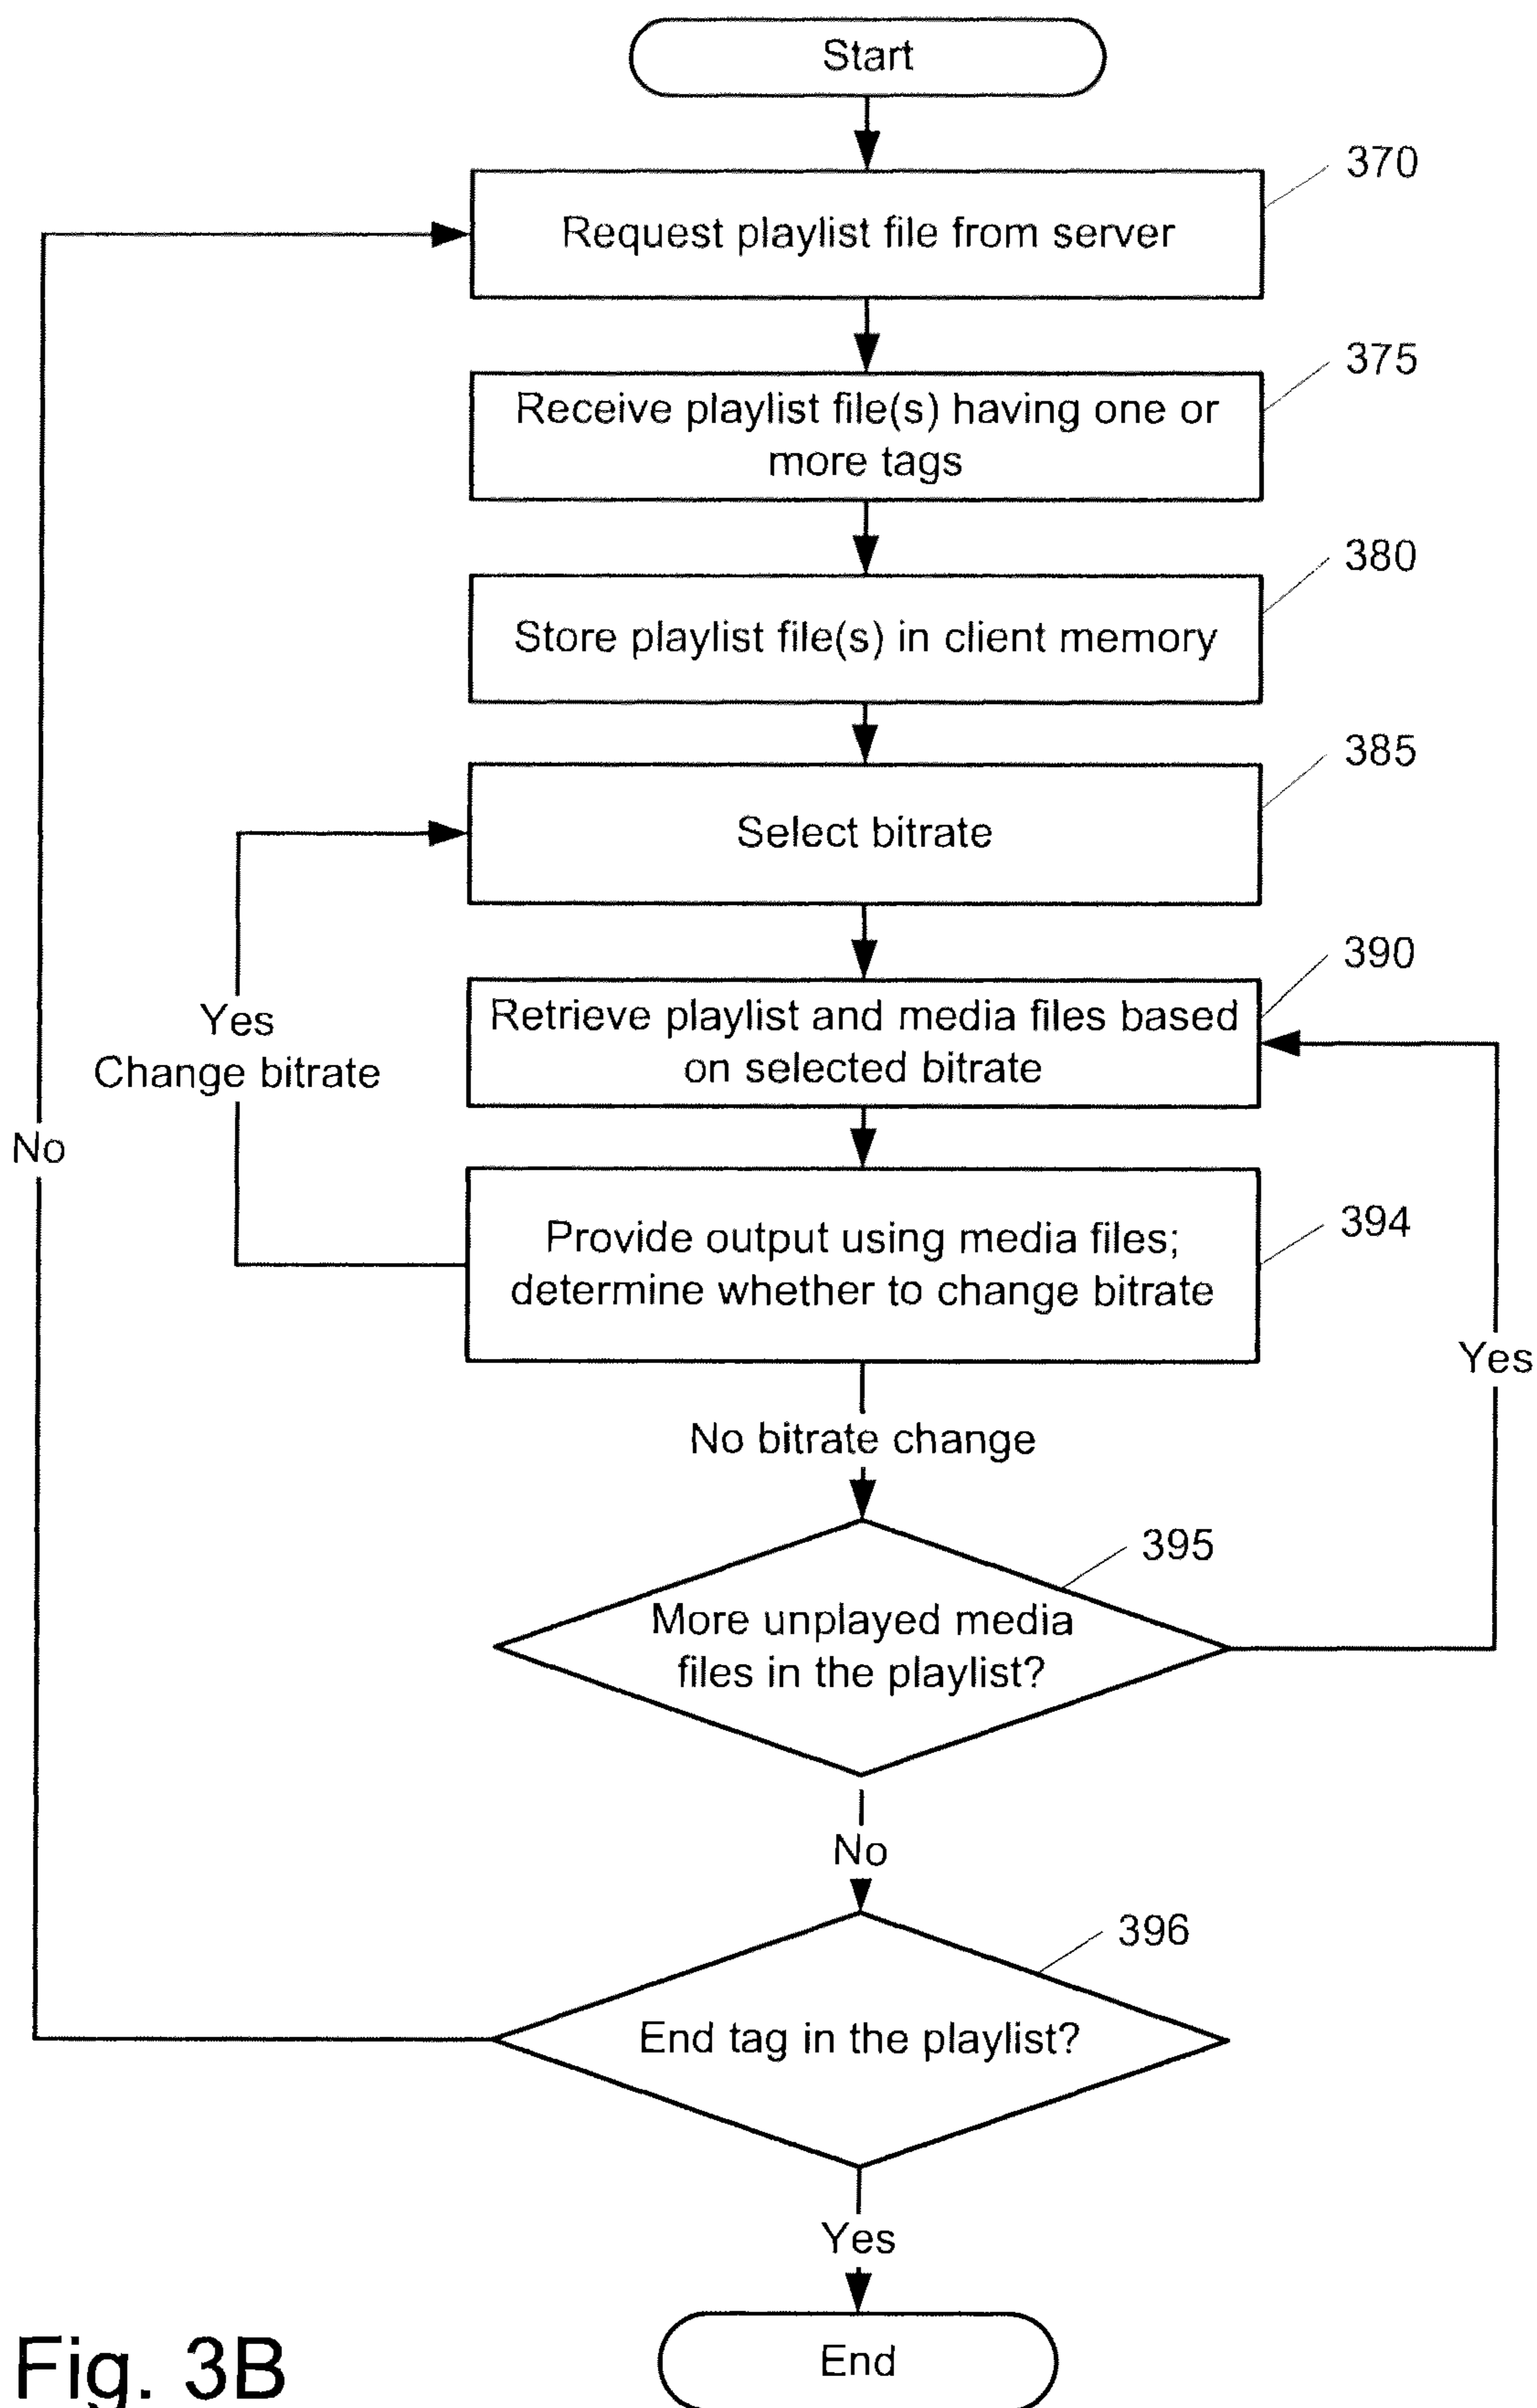 Start
370
Request playlist file from server
375
Receive playlist file(s) having one or
more tags
380
Store playlist file(s) in client memory
385
Select bitrate
390
Retrieve playlist and media files based
on selected bitrate
Yes
Change bitrate
No
394
Provide output using media files;
determine whether to change bitrate
Yes
No bitrate change
395
More unplayed media
files in the playlist?
No
396
End tag in the playlist?
Yes
End
Fig. 3B